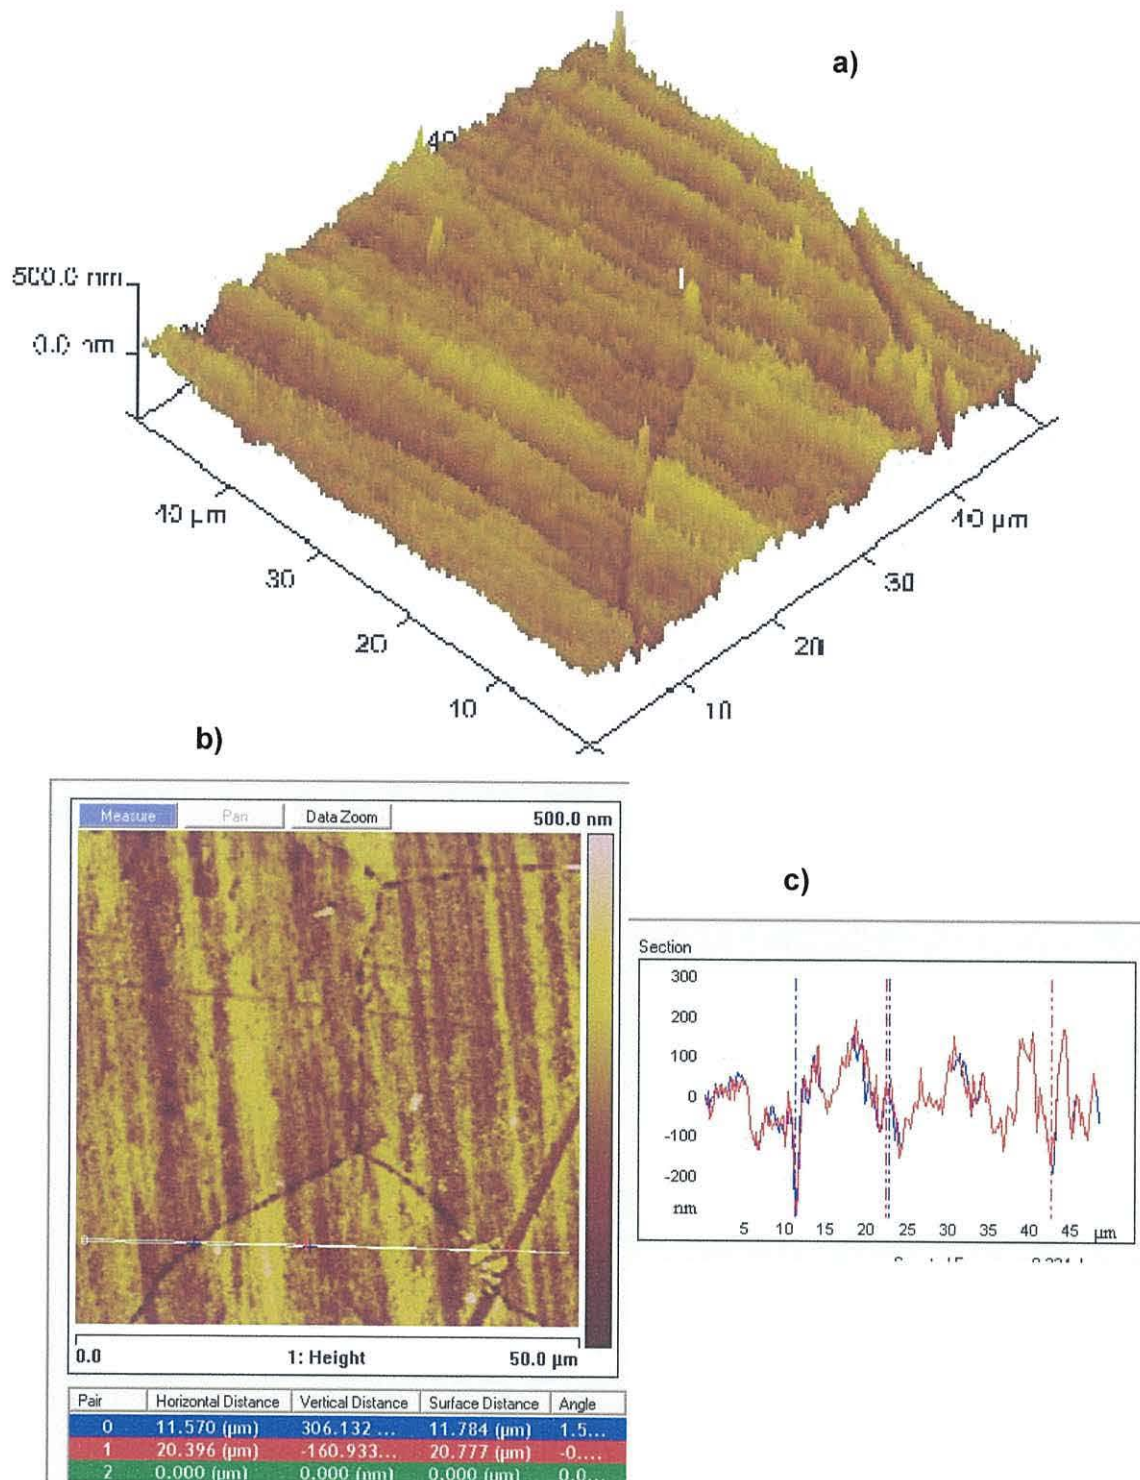 a)
40
500.0 nm
0.0 nm
40 µm
30
20
10
40 µm
30
20
10
b)
Measure Pan Data Zoom 500.0 nm
0.0 1: Height 50.0 µm
Pair Horizontal Distance Vertical Distance Surface Distance Angle
0 11.570 (µm) 306.132 ... 11.784 (µm) 1.5...
1 20.396 (µm) -160.933... 20.777 (µm) -0....
2 0.000 (µm) 0.000 (nm) 0.000 (µm) 0.0...
c)
Section
300
200
100
0
-100
-200
nm
5 10 15 20 25 30 35 40 45 µm